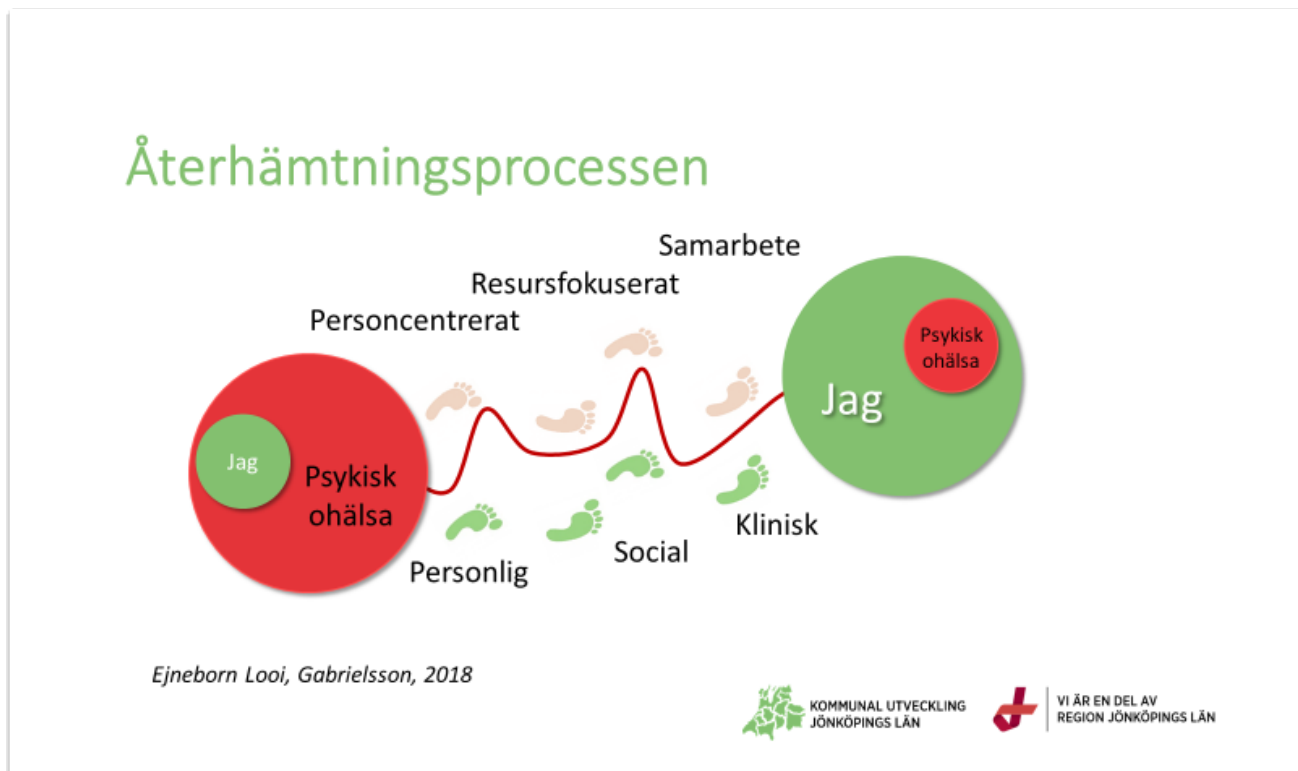 Återhämtningsprocessen
Samarbete
Resursfokuserat
Personcentrerat
Psykisk
ohälsa
Jag
Jag
Psykisk
ohälsa
Klinisk
Social
Personlig
Ejneborn Looi, Gabrielsson, 2018
KOMMUNAL UTVECKLING
JÖNKÖPINGS LÄN
VI ÄR EN DEL AV
REGION JÖNKÖPINGS LÄN